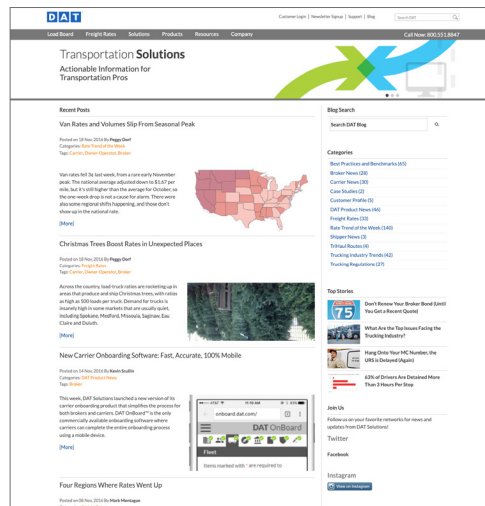 DAT
Customer Login | Newsletter Signup | Support | Blog
Search DAT
Load Board Freight Rates Solutions Products Resources Company
Call Now: 800.551.8847
Transportation Solutions
Actionable Information for
Transportation Pros
Recent Posts
Van Rates and Volumes Slip From Seasonal Peak
Posted on 18 Nov, 2016 By Peggy Dorf
Categories: Rate Trend of the Week
Tags: Carrier, Owner Operator, Broker
Van rates fell 3¢ last week, from a rare early November
peak. The national average adjusted down to $1.67 per
mile, but it's still higher than the average for October, so
the one-week drop is not a cause for alarm. There were
also some regional shifts happening, and those don't
show up in the national rate.
[More]
Christmas Trees Boost Rates in Unexpected Places
Posted on 18 Nov, 2016 By Peggy Dorf
Categories: Freight Rates
Tags: Carrier, Owner Operator, Broker
Across the country, load-truck ratios are rocketing up in
areas that produce and ship Christmas trees, with ratios
as high as 500 loads per truck. Demand for trucks is
insanely high in some markets that are usually quiet,
including Spokane, Medford, Missoula, Saginaw, Eau
Claire and Duluth.
[More]
New Carrier Onboarding Software: Fast, Accurate, 100% Mobile
Posted on 14 Nov, 2016 By Kevin Scullin
Categories: DAT Product News
Tags: Broker
This week, DAT Solutions launched a new version of its
carrier onboarding product that simplifies the process for
both brokers and carriers. DAT OnBoard™ is the only
commercially available onboarding software where
carriers can complete the entire onboarding process
using a mobile device.
[More]
AT&T 11:18 AM
onboard.dat.com/
DAT OnBoard
Fleet
Items marked with * are required to
Four Regions Where Rates Went Up
Posted on 08 Nov, 2016 By Mark Montague
Blog Search
Search DAT Blog
Categories
Best Practices and Benchmarks (65)
Broker News (28)
Carrier News (30)
Case Studies (2)
Customer Profile (5)
DAT Product News (46)
Freight Rates (33)
Rate Trend of the Week (140)
Shipper News (3)
TriHaul Routes (4)
Trucking Industry Trends (42)
Trucking Regulations (27)
Top Stories
75
Don't Renew Your Broker Bond (Until
You Get a Recent Quote)
What Are the Top Issues Facing the
Trucking Industry?
Hang Onto Your MC Number, the
URS is Delayed (Again)
63% of Drivers Are Detained More
Than 3 Hours Per Stop
Join Us
Follow us on your favorite networks for news and
updates from DAT Solutions!
Twitter
Facebook
Instagram
View on Instagram